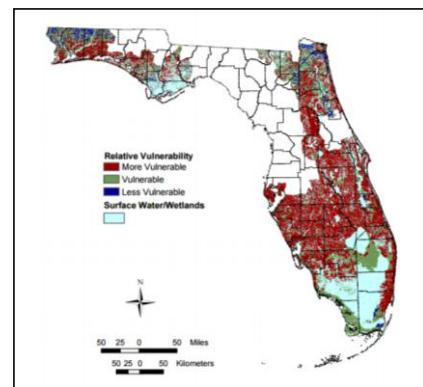 Relative Vulnerability
More Vulnerable
Vulnerable
Less Vulnerable
Surface Water/Wetlands
N
50 25 0 50 Miles
50 25 0 50 Kilometers